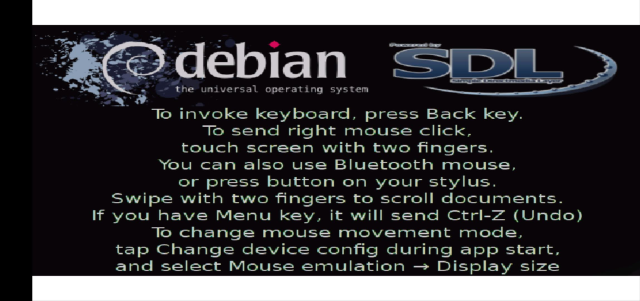 debian
the universal operating system
Powered by
SDL
To invoke keyboard, press Back key.
To send right mouse click,
touch screen with two fingers.
You can also use Bluetooth mouse,
or press button on your stylus.
Swipe with two fingers to scroll documents.
If you have Menu key, it will send Ctrl-Z (Undo)
To change mouse movement mode,
tap Change device config during app start,
and select Mouse emulation → Display size